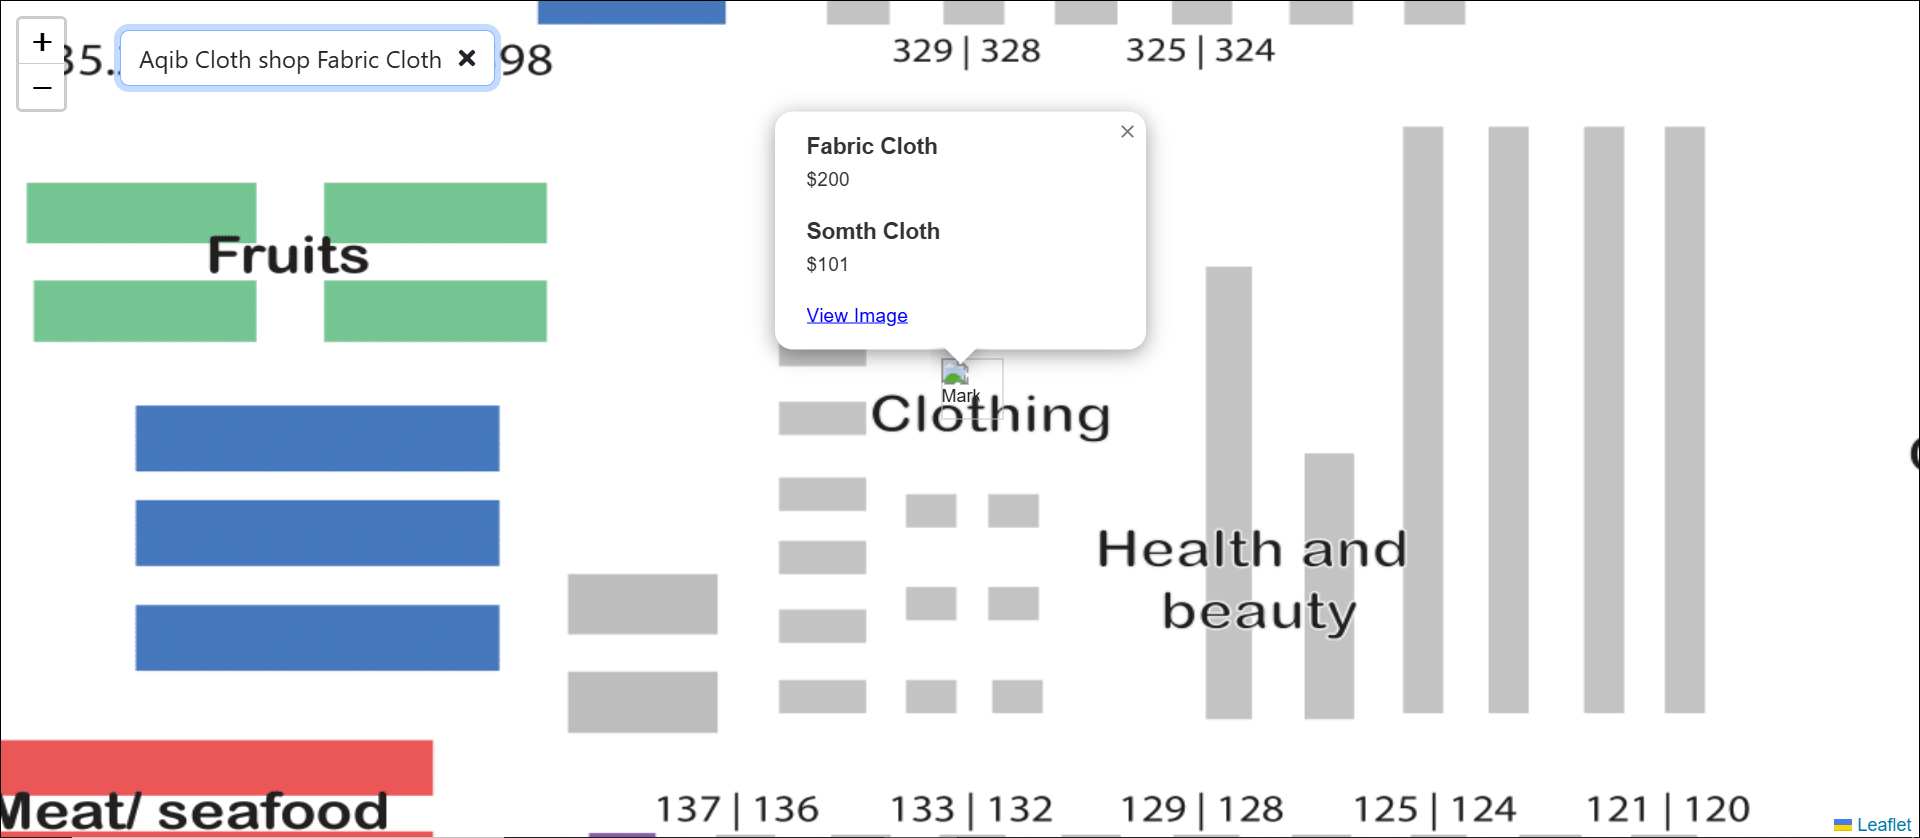 +
−
Aqib Cloth shop Fabric Cloth ×
98
329 | 328
325 | 324
Fabric Cloth
$200
Somth Cloth
$101
View Image
×
Fruits
Mark
Clothing
Health and
beauty
Meat/ seafood
137 | 136
133 | 132
129 | 128
125 | 124
121 | 120
Leaflet